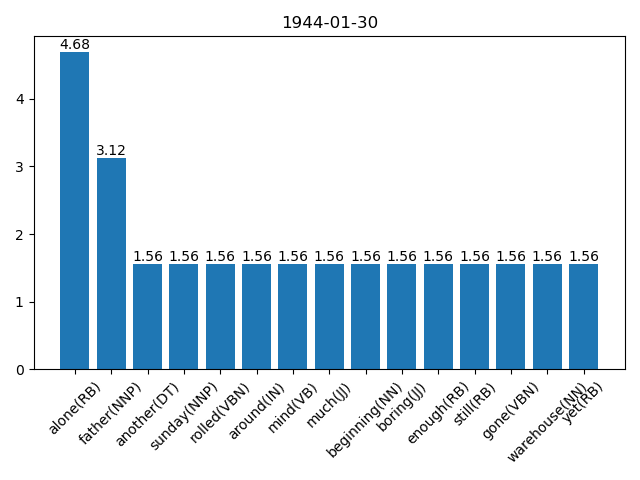 1944-01-30
4.68
3.12
1.56 1.56 1.56 1.56 1.56 1.56 1.56 1.56 1.56 1.56 1.56 1.56 1.56
4
3
2
1
0
alone(RB)
father(NNP)
another(DT)
sunday(NNP)
rolled(VBN)
around(IN)
mind(VB)
much(JJ)
beginning(NN)
boring(JJ)
enough(RB)
still(RB)
gone(VBN)
warehouse(NN)
yet(RB)